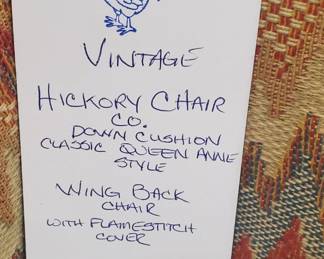 VINTAGE
HICKORY CHAIR
CO.
DOWN CUSHION
CLASSIC QUEEN ANNE
STYLE
WING BACK
CHAIR
WITH FLAMESTITCH
COVER